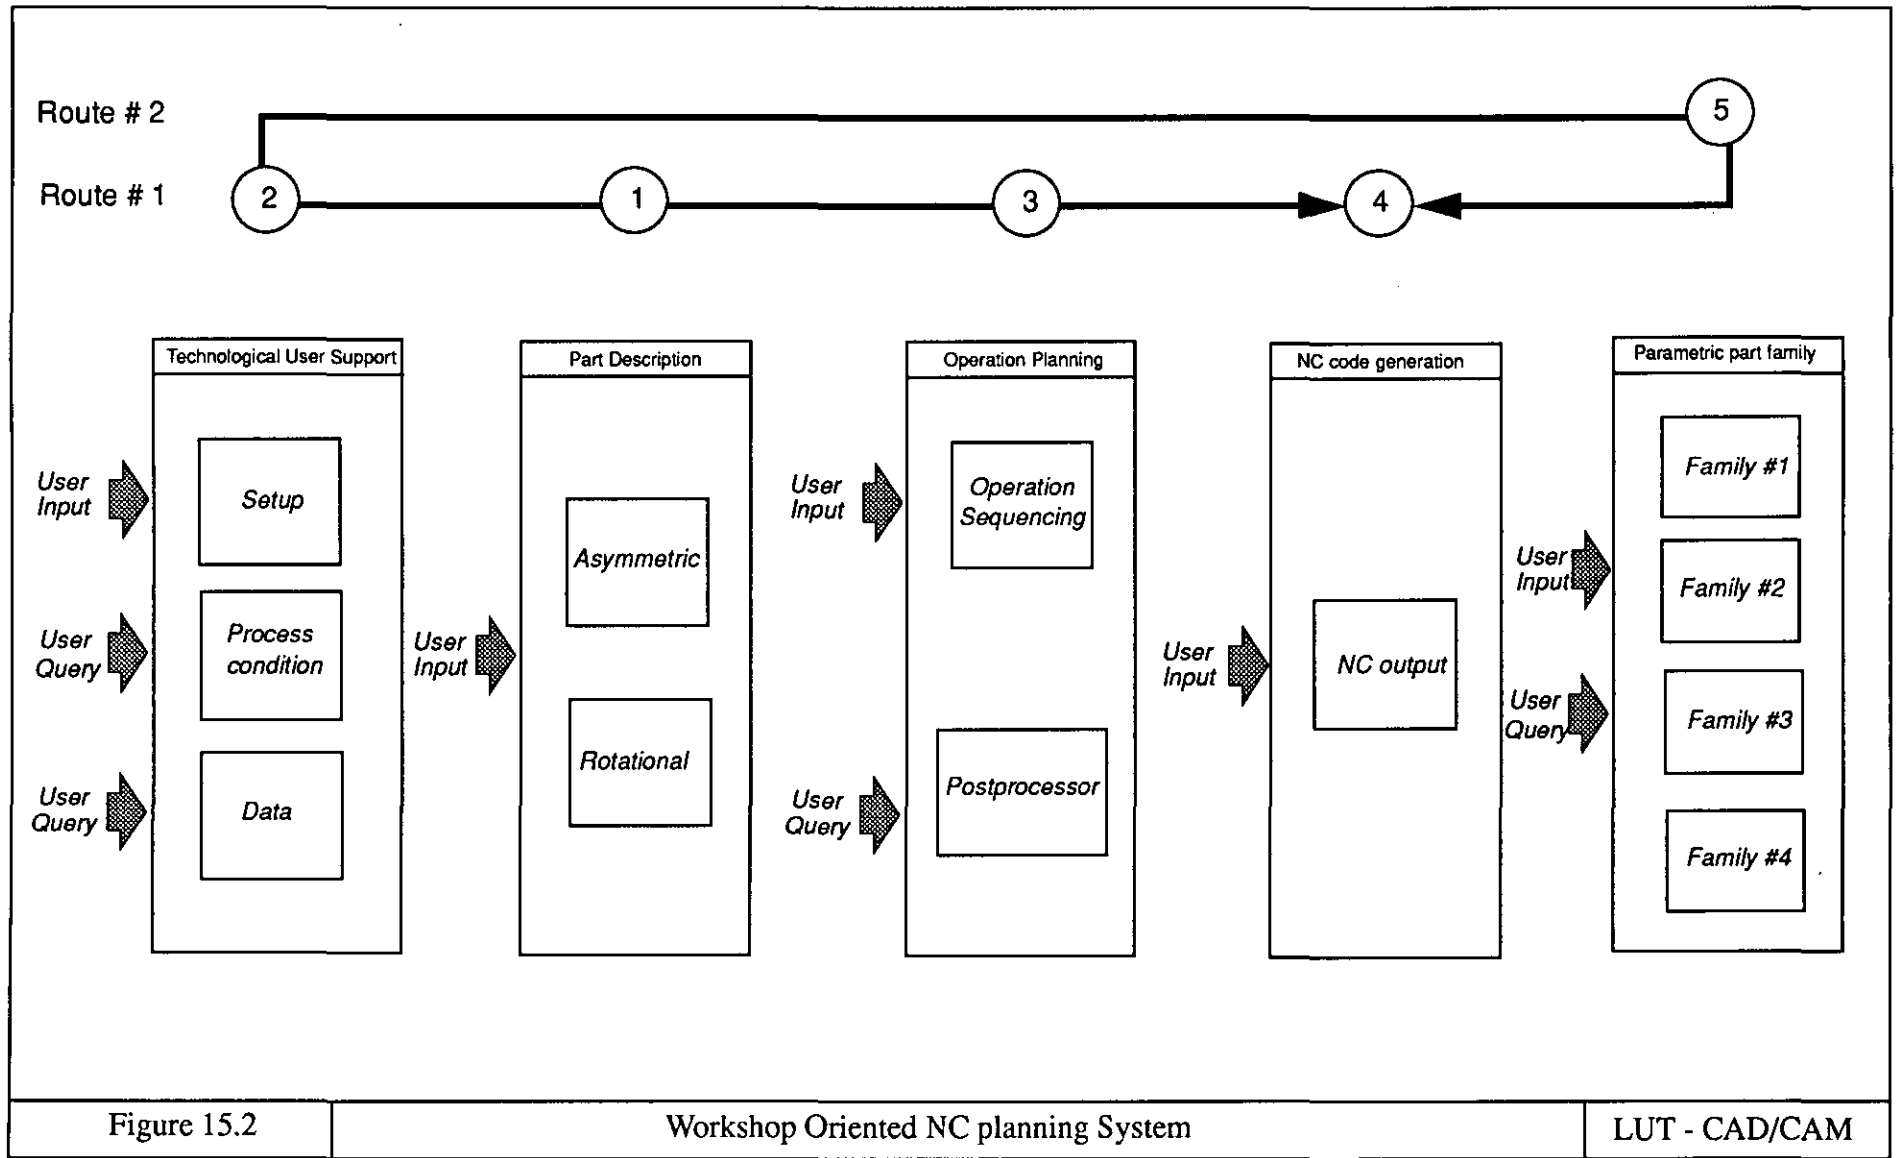 Route # 2
5
Route # 1
2
1
3
4
Technological User Support
Part Description
Operation Planning
NC code generation
Parametric part family
User
Input
Setup
User
Query
Process
condition
User
Query
Data
User
Input
Asymmetric
Rotational
User
Input
Operation
Sequencing
User
Query
Postprocessor
User
Input
NC output
User
Input
User
Query
Family #1
Family #2
Family #3
Family #4
Figure 15.2
Workshop Oriented NC planning System
LUT - CAD/CAM